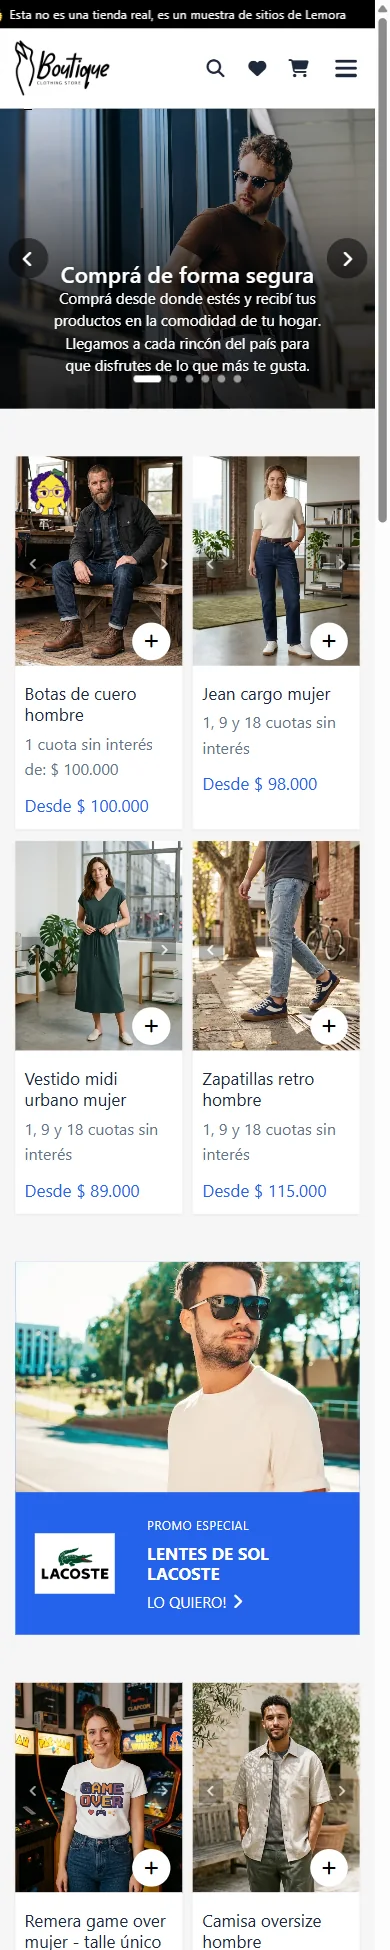 Esta no es una tienda real, es un muestra de sitios de Lemora
Boutique
CLOTHING STORE
Comprá de forma segura
Comprá desde donde estés y recibí tus
productos en la comodidad de tu hogar.
Llegamos a cada rincón del país para
que disfrutes de lo que más te gusta.
Botas de cuero
hombre
1 cuota sin interés
de: $ 100.000
Desde $ 100.000
Jean cargo mujer
1, 9 y 18 cuotas sin
interés
Desde $ 98.000
Vestido midi
urbano mujer
1, 9 y 18 cuotas sin
interés
Desde $ 89.000
Zapatillas retro
hombre
1, 9 y 18 cuotas sin
interés
Desde $ 115.000
LACOSTE
PROMO ESPECIAL
LENTES DE SOL
LACOSTE
LO QUIERO!
GAME
OVER
Remera game over
mujer - talle único
Camisa oversize
hombre